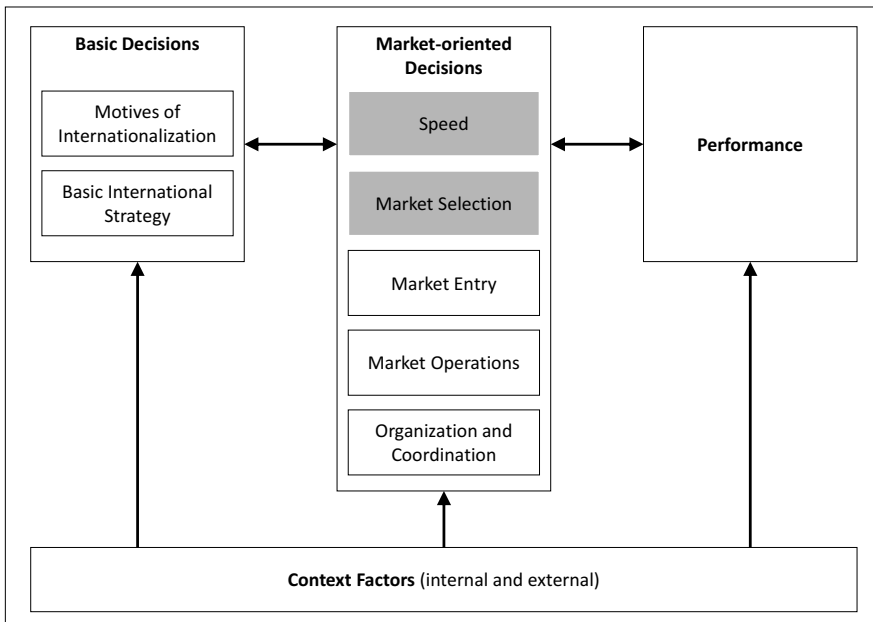 Basic Decisions
Motives of
Internationalization
Basic International
Strategy
Market-oriented
Decisions
Speed
Market Selection
Market Entry
Market Operations
Organization and
Coordination
Performance
Context Factors (internal and external)